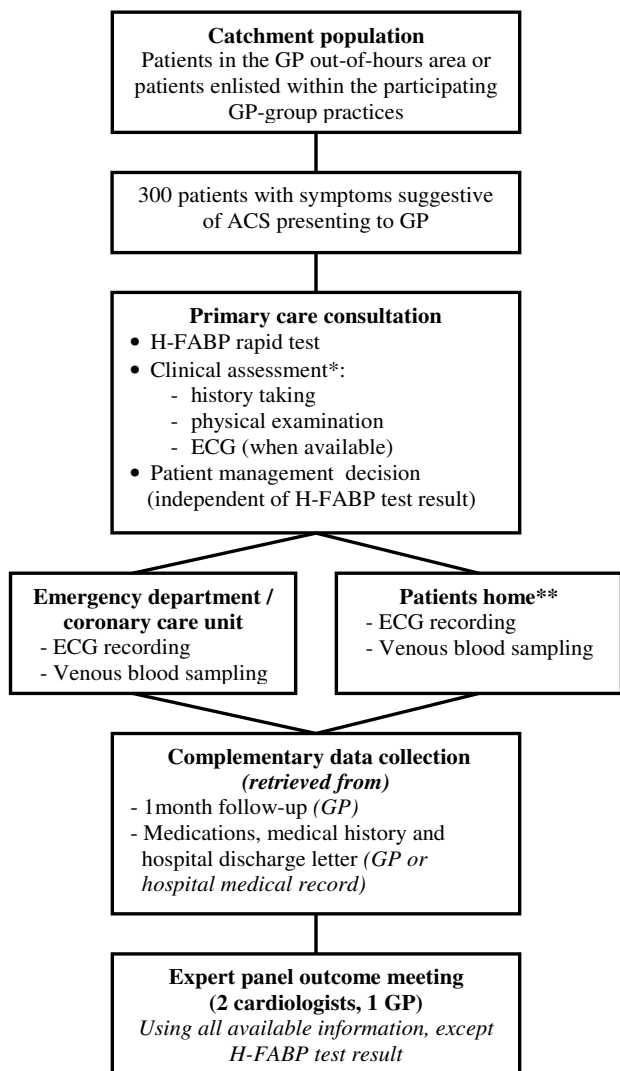 Catchment population
Patients in the GP out-of-hours area or
patients enlisted within the participating
GP-group practices
300 patients with symptoms suggestive
of ACS presenting to GP
Primary care consultation
• H-FABP rapid test
• Clinical assessment*:
- history taking
- physical examination
- ECG (when available)
• Patient management decision
(independent of H-FABP test result)
Emergency department /
coronary care unit
- ECG recording
- Venous blood sampling
Patients home**
- ECG recording
- Venous blood sampling
Complementary data collection
(retrieved from)
- 1month follow-up (GP)
- Medications, medical history and
hospital discharge letter (GP or
hospital medical record)
Expert panel outcome meeting
(2 cardiologists, 1 GP)
Using all available information, except
H-FABP test result